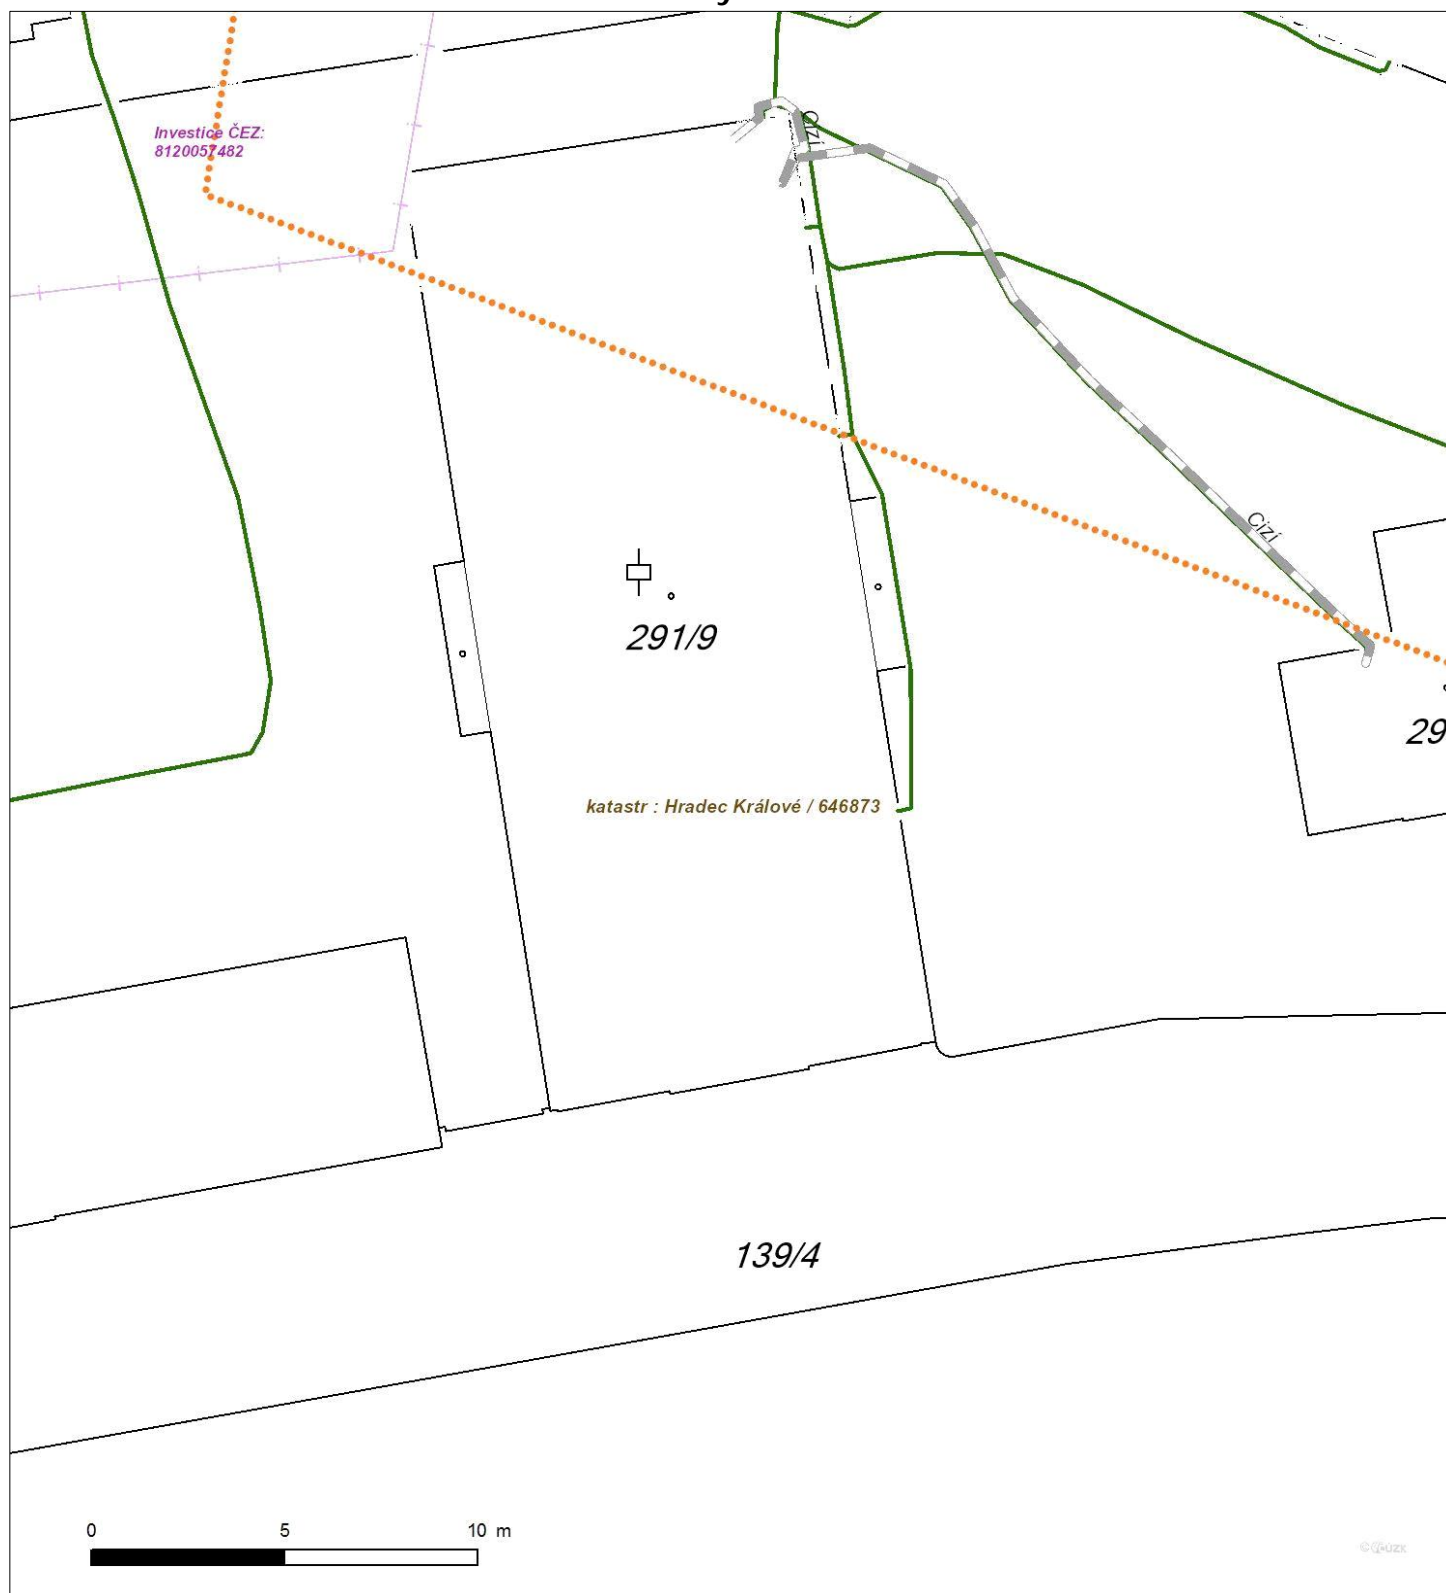 Investice ČEZ:
8120057482
Cizí
Cizí
291/9
29
katastr : Hradec Králové / 646873
139/4
0 5 10 m